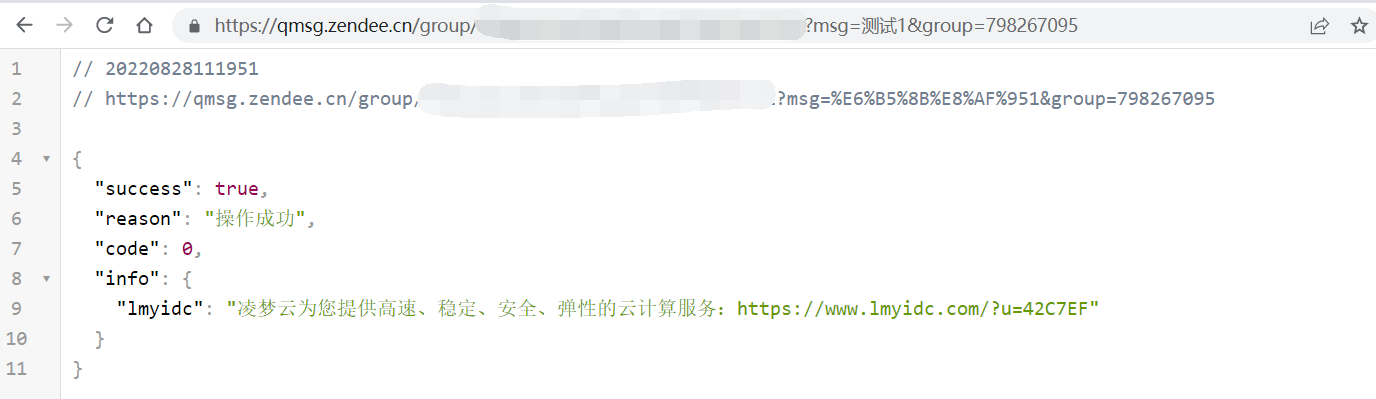 https://qmsg.zendee.cn/group/ ?msg=测试1&group=798267095
1 // 20220828111951
2 // https://qmsg.zendee.cn/group/ ?msg=%E6%B5%8B%E8%AF%951&group=798267095
3
4 {
5 "success": true,
6 "reason": "操作成功",
7 "code": 0,
8 "info": {
9 "lmyidc": "凌梦云为您提供高速、稳定、安全、弹性的云计算服务：https://www.lmyidc.com/?u=42C7EF"
10 }
11 }